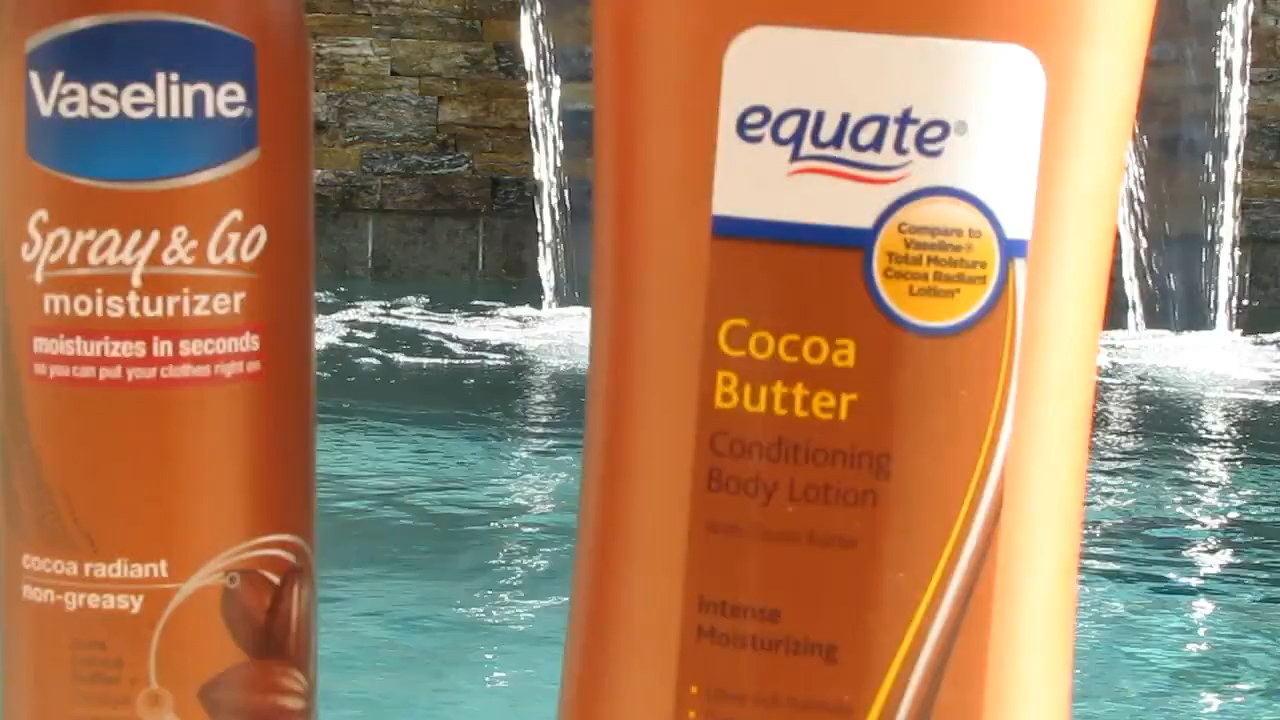 Vaseline
Spray & Go
moisturizer
moisturizes in seconds
so you can put your clothes right on
cocoa radiant
non-greasy
equate®
Compare to
Vaseline®
Total Moisture
Cocoa Radiant
Lotion*
Cocoa
Butter
Conditioning
Body Lotion
Intense
Moisturizing